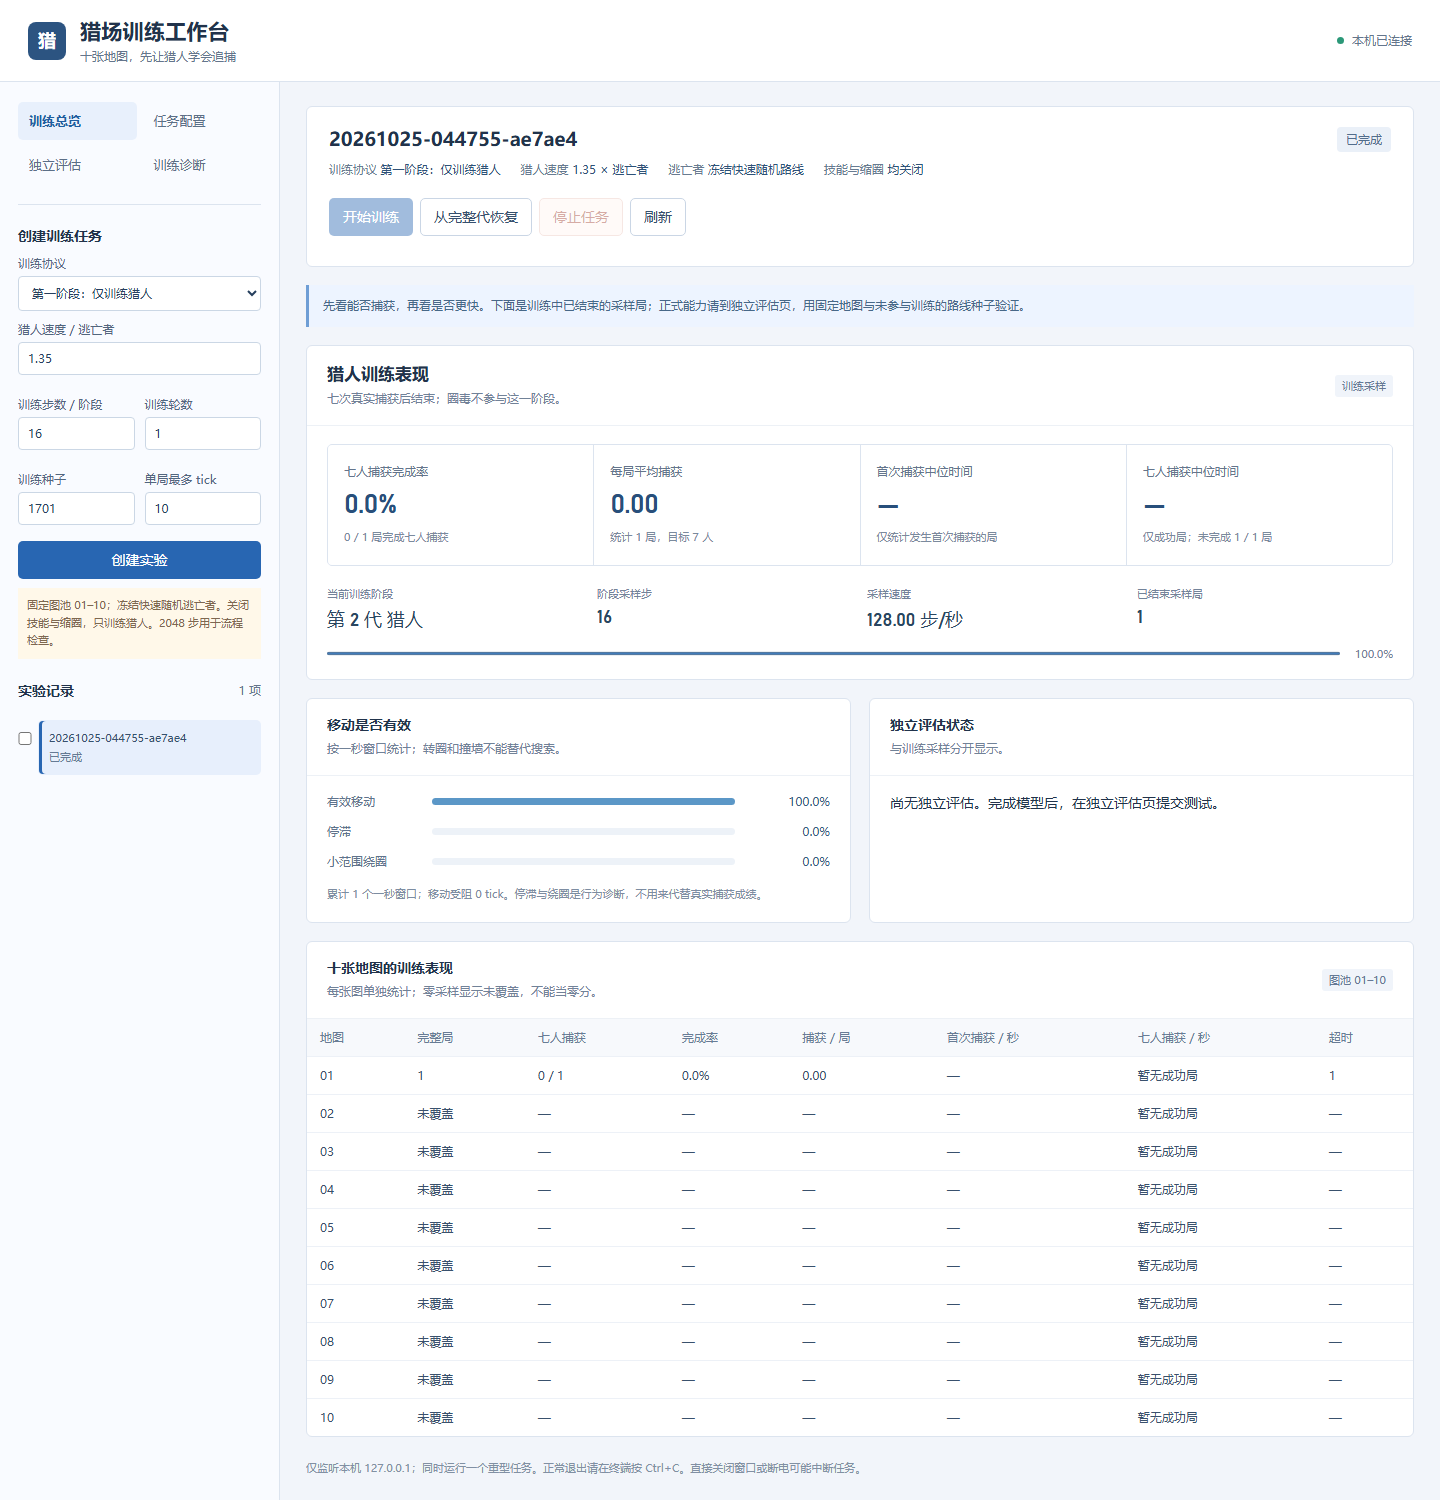 猎
猎场训练工作台
十张地图，先让猎人学会追捕
本机已连接
训练总览
任务配置
独立评估
训练诊断
创建训练任务
训练协议
第一阶段：仅训练猎人
猎人速度 / 逃亡者
1.35
训练步数 / 阶段
训练轮数
16
1
训练种子
单局最多 tick
1701
10
创建实验
固定图池 01–10；冻结快速随机逃亡者。关闭
技能与缩圈，只训练猎人。2048 步用于流程
检查。
实验记录
1 项
20261025-044755-ae7ae4
已完成
20261025-044755-ae7ae4
已完成
训练协议 第一阶段：仅训练猎人 猎人速度 1.35 × 逃亡者 逃亡者 冻结快速随机路线 技能与缩圈 均关闭
开始训练
从完整代恢复
停止任务
刷新
先看能否捕获，再看是否更快。下面是训练中已结束的采样局；正式能力请到独立评估页，用固定地图与未参与训练的路线种子验证。
猎人训练表现
七次真实捕获后结束；圈毒不参与这一阶段。
训练采样
七人捕获完成率
0.0%
0 / 1 局完成七人捕获
每局平均捕获
0.00
统计 1 局，目标 7 人
首次捕获中位时间
—
仅统计发生首次捕获的局
七人捕获中位时间
—
仅成功局；未完成 1 / 1 局
当前训练阶段
第 2 代 猎人
阶段采样步
16
采样速度
128.00 步/秒
已结束采样局
1
100.0%
移动是否有效
按一秒窗口统计；转圈和撞墙不能替代搜索。
有效移动 100.0%
停滞 0.0%
小范围绕圈 0.0%
累计 1 个一秒窗口；移动受阻 0 tick。停滞与绕圈是行为诊断，不用来代替真实捕获成绩。
独立评估状态
与训练采样分开显示。
尚无独立评估。完成模型后，在独立评估页提交测试。
十张地图的训练表现
每张图单独统计；零采样显示未覆盖，不能当零分。
图池 01–10
地图 完整局 七人捕获 完成率 捕获 / 局 首次捕获 / 秒 七人捕获 / 秒 超时
01 1 0 / 1 0.0% 0.00 — 暂无成功局 1
02 未覆盖 — — — — 暂无成功局 —
03 未覆盖 — — — — 暂无成功局 —
04 未覆盖 — — — — 暂无成功局 —
05 未覆盖 — — — — 暂无成功局 —
06 未覆盖 — — — — 暂无成功局 —
07 未覆盖 — — — — 暂无成功局 —
08 未覆盖 — — — — 暂无成功局 —
09 未覆盖 — — — — 暂无成功局 —
10 未覆盖 — — — — 暂无成功局 —
仅监听本机 127.0.0.1；同时运行一个重型任务。正常退出请在终端按 Ctrl+C。直接关闭窗口或断电可能中断任务。